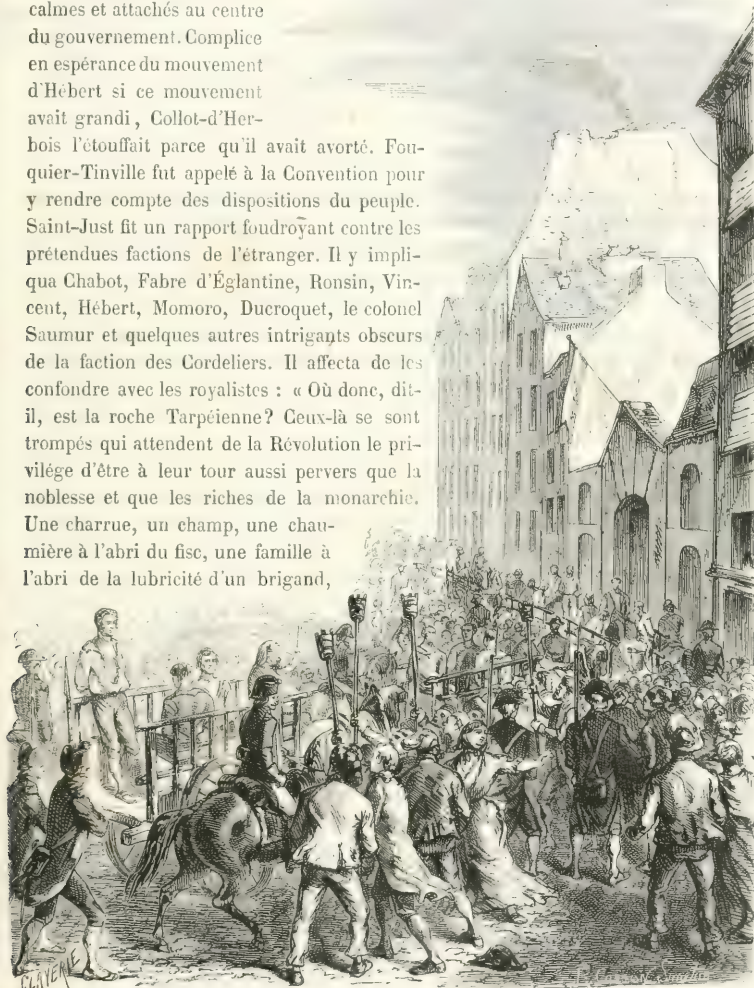 calmes et attachés au centre
du gouvernement. Complice
en espérance du mouvement
d'Hébert si ce mouvement
avait grandi, Collot-d'Her-
bois l'étouffait parce qu'il avait avorté. Fou-
quier-Tinville fut appelé à la Convention pour
y rendre compte des dispositions du peuple.
Saint-Just fit un rapport foudroyant contre les
prétendues factions de l'étranger. Il y impli-
qua Chabot, Fabre d'Églantine, Ronsin, Vin-
cent, Hébert, Momoro, Ducroquet, le colonel
Saumur et quelques autres intrigants obscurs
de la faction des Cordeliers. Il affecta de les
confondre avec les royalistes : « Où donc, dit-
il, est la roche Tarpéienne? Ceux-là se sont
trompés qui attendent de la Révolution le pri-
vilége d'être à leur tour aussi pervers que la
noblesse et que les riches de la monarchie.
Une charrue, un champ, une chau-
mière à l'abri du fisc, une famille à
l'abri de la lubricité d'un brigand,
CLAVERIE